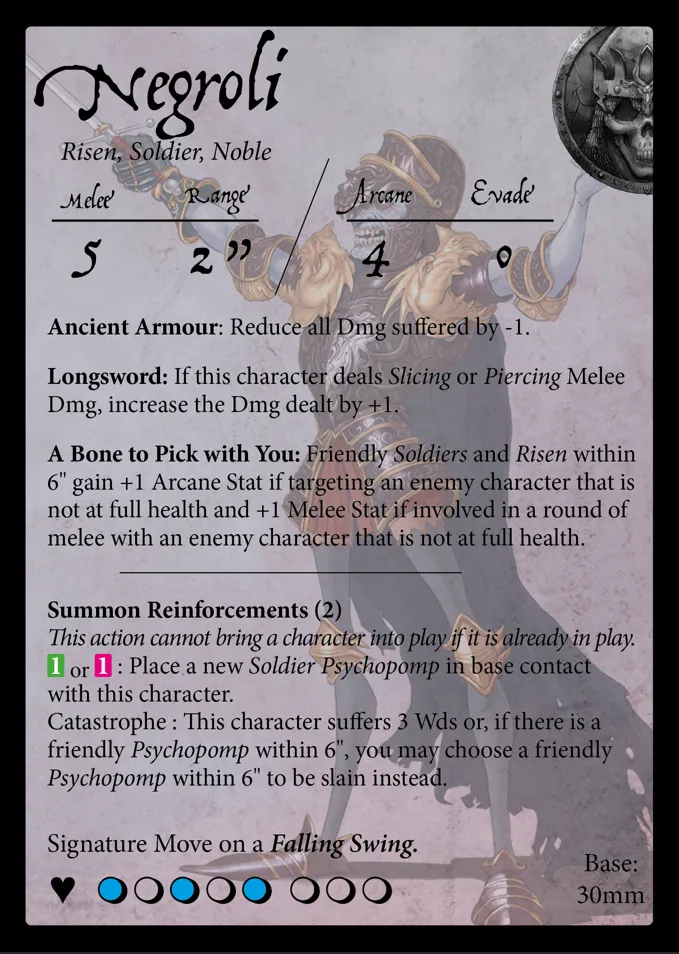 Negroli
Risen, Soldier, Noble
Melee Range Arcane Evade
5 2” 4 0
Ancient Armour: Reduce all Dmg suffered by -1.
Longsword: If this character deals Slicing or Piercing Melee
Dmg, increase the Dmg dealt by +1.
A Bone to Pick with You: Friendly Soldiers and Risen within
6" gain +1 Arcane Stat if targeting an enemy character that is
not at full health and +1 Melee Stat if involved in a round of
melee with an enemy character that is not at full health.
Summon Reinforcements (2)
This action cannot bring a character into play if it is already in play.
1 or 1 : Place a new Soldier Psychopomp in base contact
with this character.
Catastrophe : This character suffers 3 Wds or, if there is a
friendly Psychopomp within 6", you may choose a friendly
Psychopomp within 6" to be slain instead.
Signature Move on a Falling Swing.
Base:
30mm